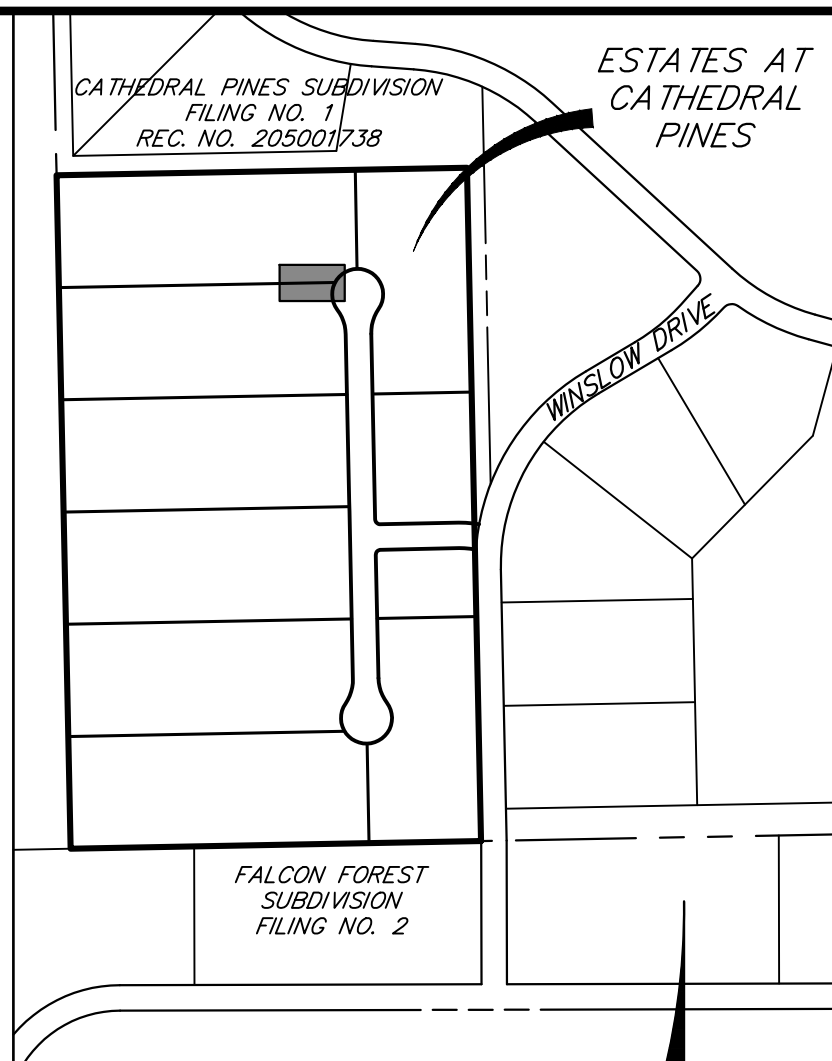 CATHEDRAL PINES SUBDIVISION
FILING NO. 1
REC. NO. 205001738
ESTATES AT
CATHEDRAL
PINES
WINSLOW DRIVE
FALCON FOREST
SUBDIVISION
FILING NO. 2